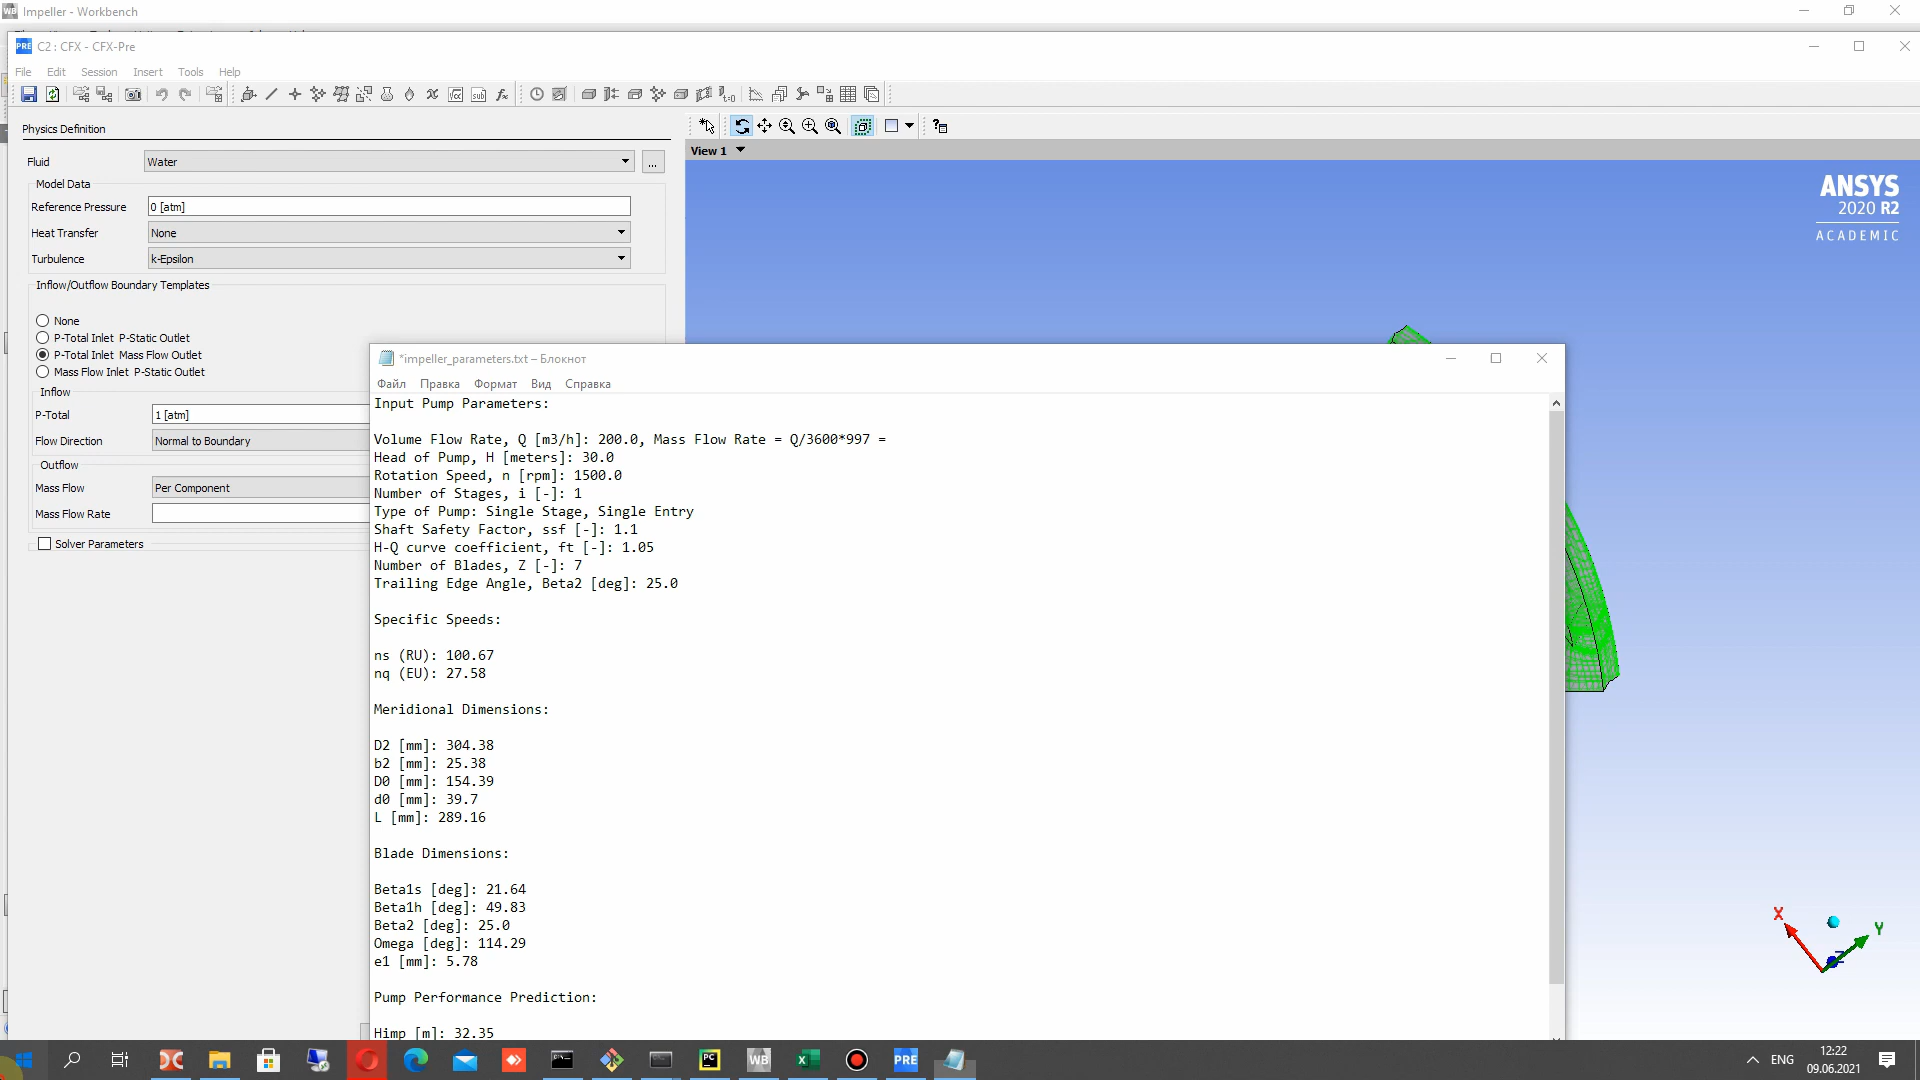 Impeller - Workbench
C2 : CFX - CFX-Pre
File Edit Session Insert Tools Help
Physics Definition
View 1
Fluid
Water
...
Model Data
ANSYS
2020 R2
ACADEMIC
Reference Pressure
0 [atm]
Heat Transfer
None
Turbulence
k-Epsilon
Inflow/Outflow Boundary Templates
None
P-Total Inlet P-Static Outlet
P-Total Inlet Mass Flow Outlet
Mass Flow Inlet P-Static Outlet
Inflow
P-Total
1 [atm]
Flow Direction
Normal to Boundary
Outflow
Mass Flow
Per Component
Mass Flow Rate
Solver Parameters
*impeller_parameters.txt – Блокнот
Файл Правка Формат Вид Справка
Input Pump Parameters:
Volume Flow Rate, Q [m3/h]: 200.0, Mass Flow Rate = Q/3600*997 =
Head of Pump, H [meters]: 30.0
Rotation Speed, n [rpm]: 1500.0
Number of Stages, i [-]: 1
Type of Pump: Single Stage, Single Entry
Shaft Safety Factor, ssf [-]: 1.1
H-Q curve coefficient, ft [-]: 1.05
Number of Blades, Z [-]: 7
Trailing Edge Angle, Beta2 [deg]: 25.0
Specific Speeds:
ns (RU): 100.67
nq (EU): 27.58
Meridional Dimensions:
D2 [mm]: 304.38
b2 [mm]: 25.38
D0 [mm]: 154.39
d0 [mm]: 39.7
L [mm]: 289.16
Blade Dimensions:
Beta1s [deg]: 21.64
Beta1h [deg]: 49.83
Beta2 [deg]: 25.0
Omega [deg]: 114.29
e1 [mm]: 5.78
Pump Performance Prediction:
Himp [m]: 32.35
X
Y
Z
ENG
12:22
09.06.2021